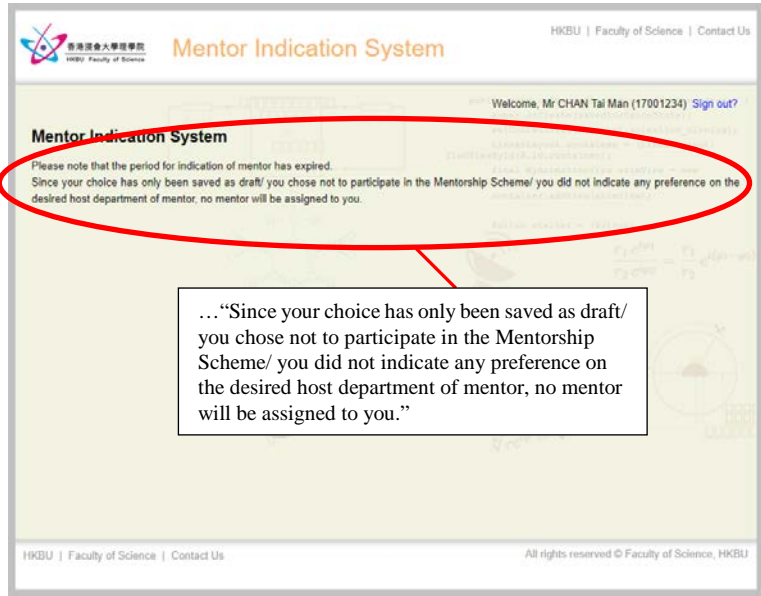 HKBU | Faculty of Science | Contact Us
香港浸會大學理學院
HKBU Faculty of Science
Mentor Indication System
Welcome, Mr CHAN Tai Man (17001234) Sign out?
Mentor Indication System
Please note that the period for indication of mentor has expired.
Since your choice has only been saved as draft/ you chose not to participate in the Mentorship Scheme/ you did not indicate any preference on the
desired host department of mentor, no mentor will be assigned to you.
…“Since your choice has only been saved as draft/
you chose not to participate in the Mentorship
Scheme/ you did not indicate any preference on
the desired host department of mentor, no mentor
will be assigned to you.”
HKBU | Faculty of Science | Contact Us
All rights reserved © Faculty of Science, HKBU